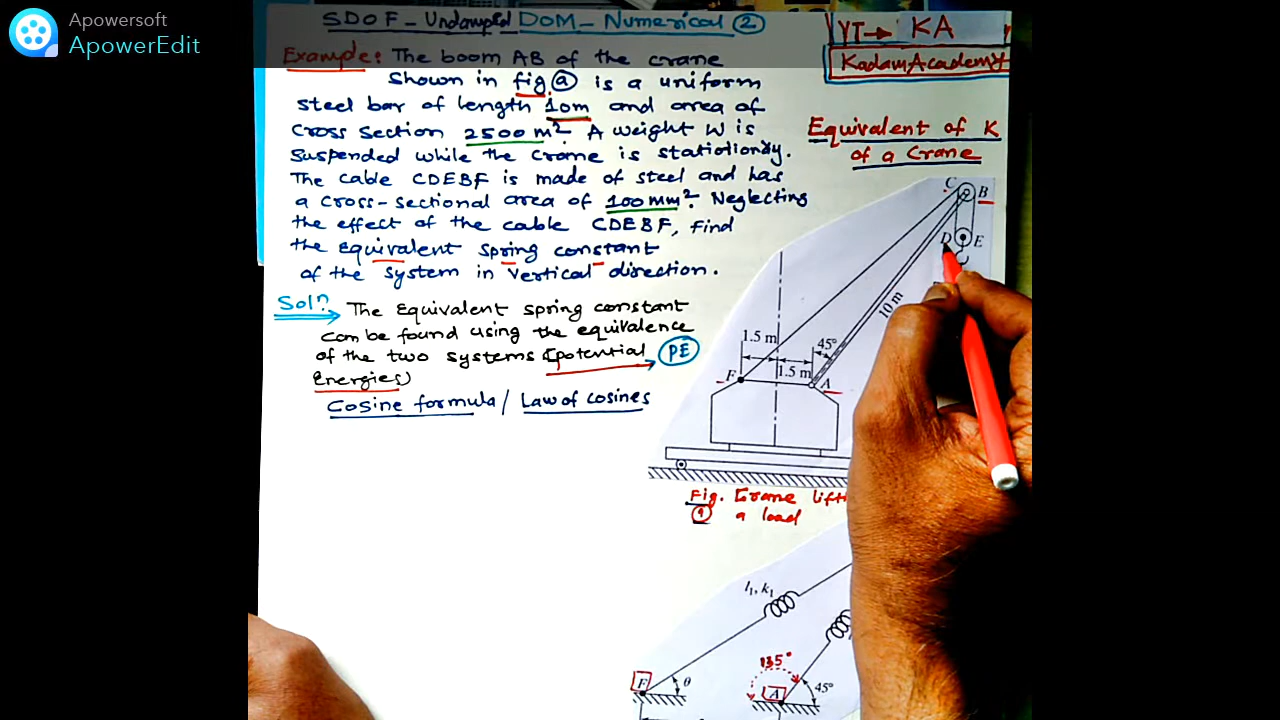 Apowersoft
ApowerEdit
SDOF-Undamped DOM-Numerical ②
YT→ KA
Kadam Academy
Example: The boom AB of the crane
Shown in fig ⓐ is a uniform
steel bar of length 10m and area of
cross section 2500 m². A weight W is
suspended while the crane is stationary.
The cable CDEBF is made of steel and has
a cross-sectional area of 100 mm². Neglecting
the effect of the cable CDEBF, find
the equivalent spring constant
of the system in vertical direction.
Soln The Equivalent spring constant
can be found using the equivalence
of the two systems (potential → PE
Energies)
Cosine formula / Law of cosines
Equivalent of K
of a Crane
C
B
D E
10 m
1.5 m
45°
1.5 m
F
A
Fig. Crane
a load
l₁, k₁
135°
F θ
A 45°